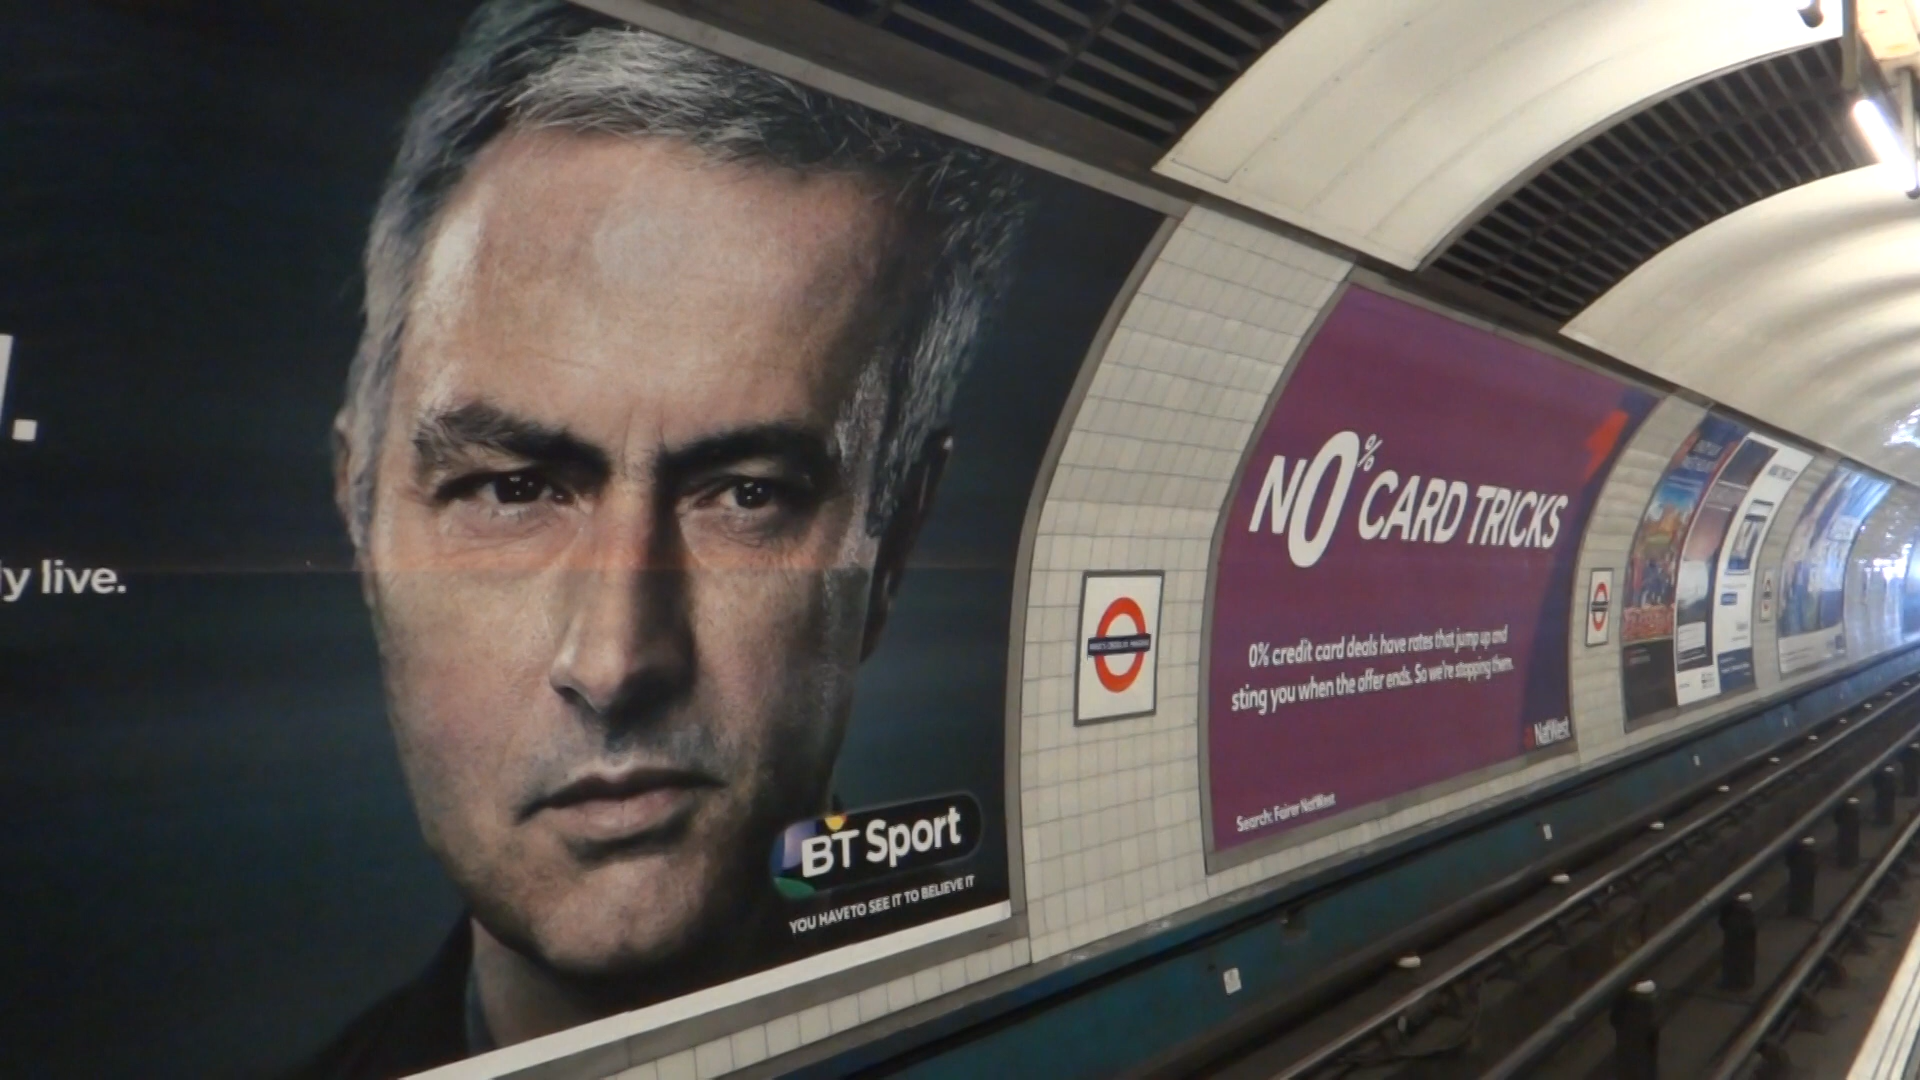 .
ly live.
BT Sport
YOU HAVE TO SEE IT TO BELIEVE IT
NO% CARD TRICKS
0% credit card deals have rates that jump up and
sting you when the offer ends. So we're stopping them.
NatWest
Search: Fairer NatWest